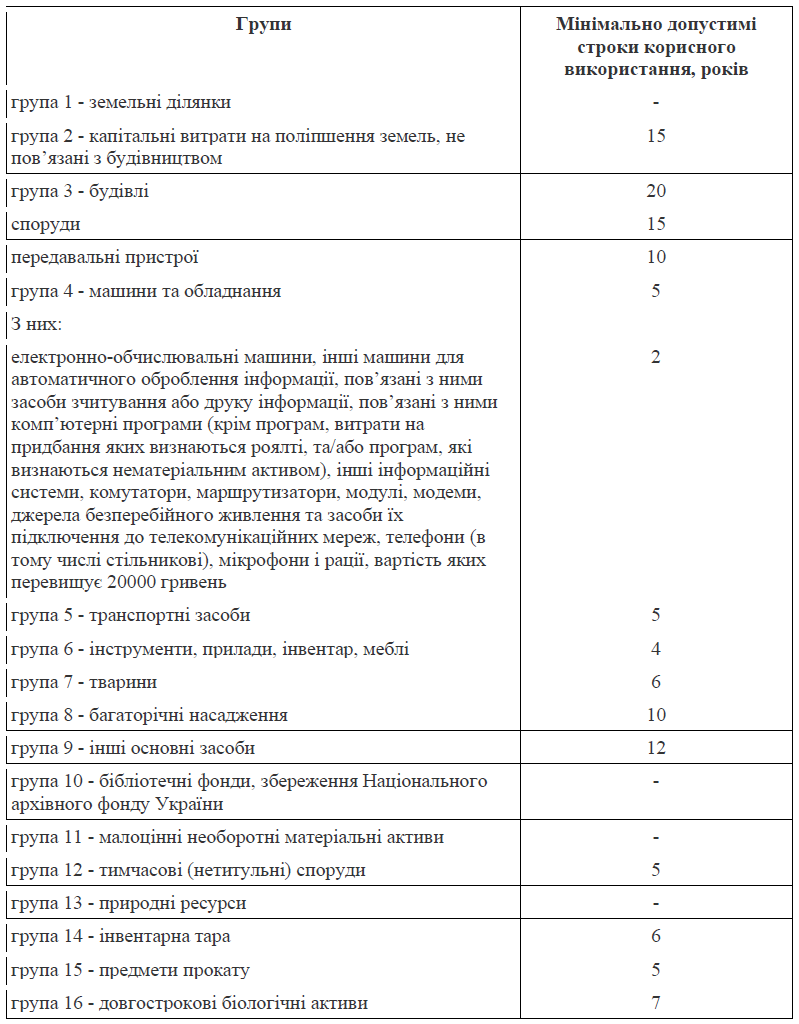 Групи
Мінімально допустимі
строки корисного
використання, років
група 1 - земельні ділянки
-
група 2 - капітальні витрати на поліпшення земель, не
пов’язані з будівництвом
15
група 3 - будівлі
20
споруди
15
передавальні пристрої
10
група 4 - машини та обладнання
5
З них:
електронно-обчислювальні машини, інші машини для
автоматичного оброблення інформації, пов’язані з ними
засоби зчитування або друку інформації, пов’язані з ними
комп’ютерні програми (крім програм, витрати на
придбання яких визнаються роялті, та/або програм, які
визнаються нематеріальним активом), інші інформаційні
системи, комутатори, маршрутизатори, модулі, модеми,
джерела безперебійного живлення та засоби їх
підключення до телекомунікаційних мереж, телефони (в
тому числі стільникові), мікрофони і рації, вартість яких
перевищує 20000 гривень
2
група 5 - транспортні засоби
5
група 6 - інструменти, прилади, інвентар, меблі
4
група 7 - тварини
6
група 8 - багаторічні насадження
10
група 9 - інші основні засоби
12
група 10 - бібліотечні фонди, збереження Національного
архівного фонду України
-
група 11 - малоцінні необоротні матеріальні активи
-
група 12 - тимчасові (нетитульні) споруди
5
група 13 - природні ресурси
-
група 14 - інвентарна тара
6
група 15 - предмети прокату
5
група 16 - довгострокові біологічні активи
7